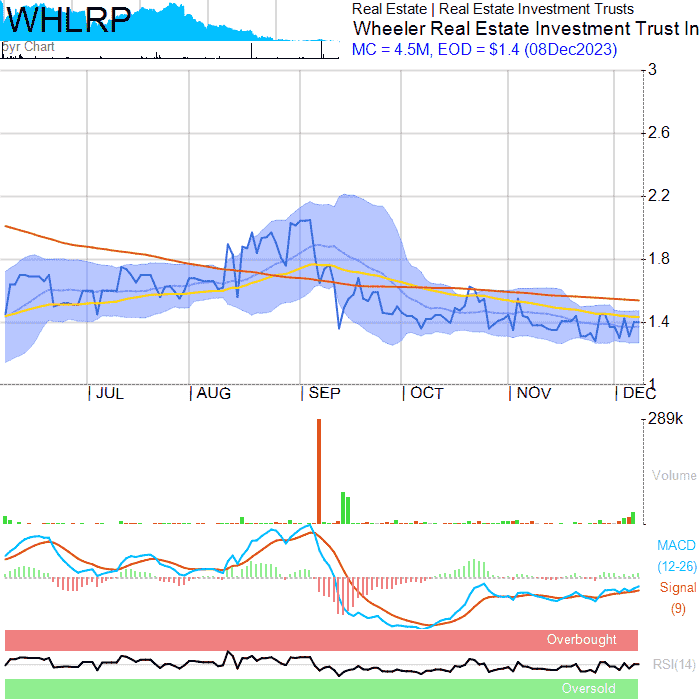 WHLRP
Real Estate | Real Estate Investment Trusts
Wheeler Real Estate Investment Trust In
MC = 4.5M, EOD = $1.4 (08Dec2023)
5yr Chart
3
2.6
2.2
1.8
1.4
1
JUL AUG SEP OCT NOV DEC
289k
Volume
MACD
(12-26)
Signal
(9)
Overbought
RSI(14)
Oversold